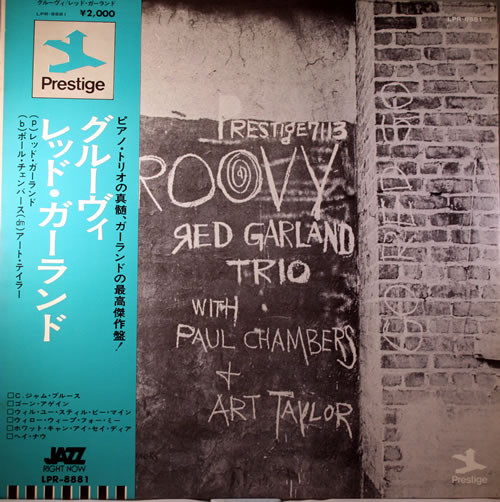 グルーヴィ/レッド・ガーランド
LPR-8881 ¥2,000
Prestige
グルーヴィ
レッド・ガーランド
(p)レッド・ガーランド
(b)ポール・チェンバース(ds)アート・テイラー
ピアノ・トリオの真髄、ガーランドの最高傑作盤!
□C.ジャム・ブルース
□ゴーン・アゲイン
□ウィル・ユー・スティル・ビー・マイン
□ウィロー・ウィープ・フォー・ミー
□ホワット・キャン・アイ・セイ・ディア
□ヘイ・ナウ
JAZZ
RIGHT NOW
LPR-8881
LPR-8881
PRESTIGE 7113
ROOVY
RED GARLAND
TRIO
WITH
PAUL CHAMBERS
+
ART TAYLOR
Prestige